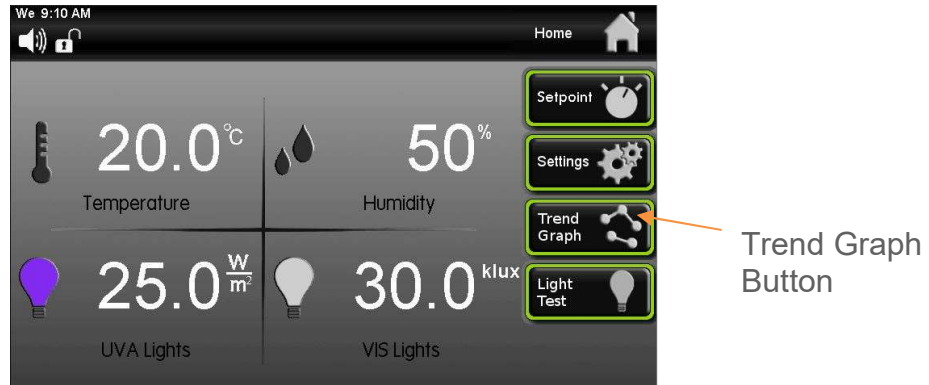 We 9:10 AM
Home
Setpoint
20.0°C
50%
Settings
Temperature
Humidity
Trend
Graph
Trend Graph
Button
25.0 W/m²
30.0 klux
Light
Test
UVA Lights
VIS Lights